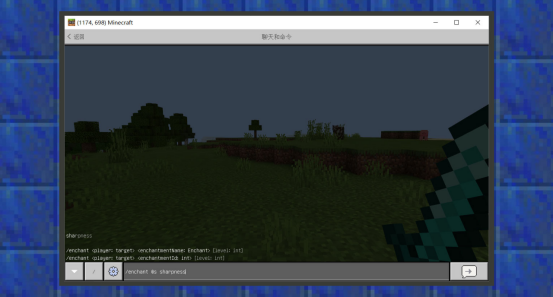 (1174, 698) Minecraft
返回
聊天和命令
sharpness
/enchant <player: target> <enchantmentName: Enchant> [level: int]
/enchant <player: target> <enchantmentId: int> [level: int]
/enchant @s sharpness